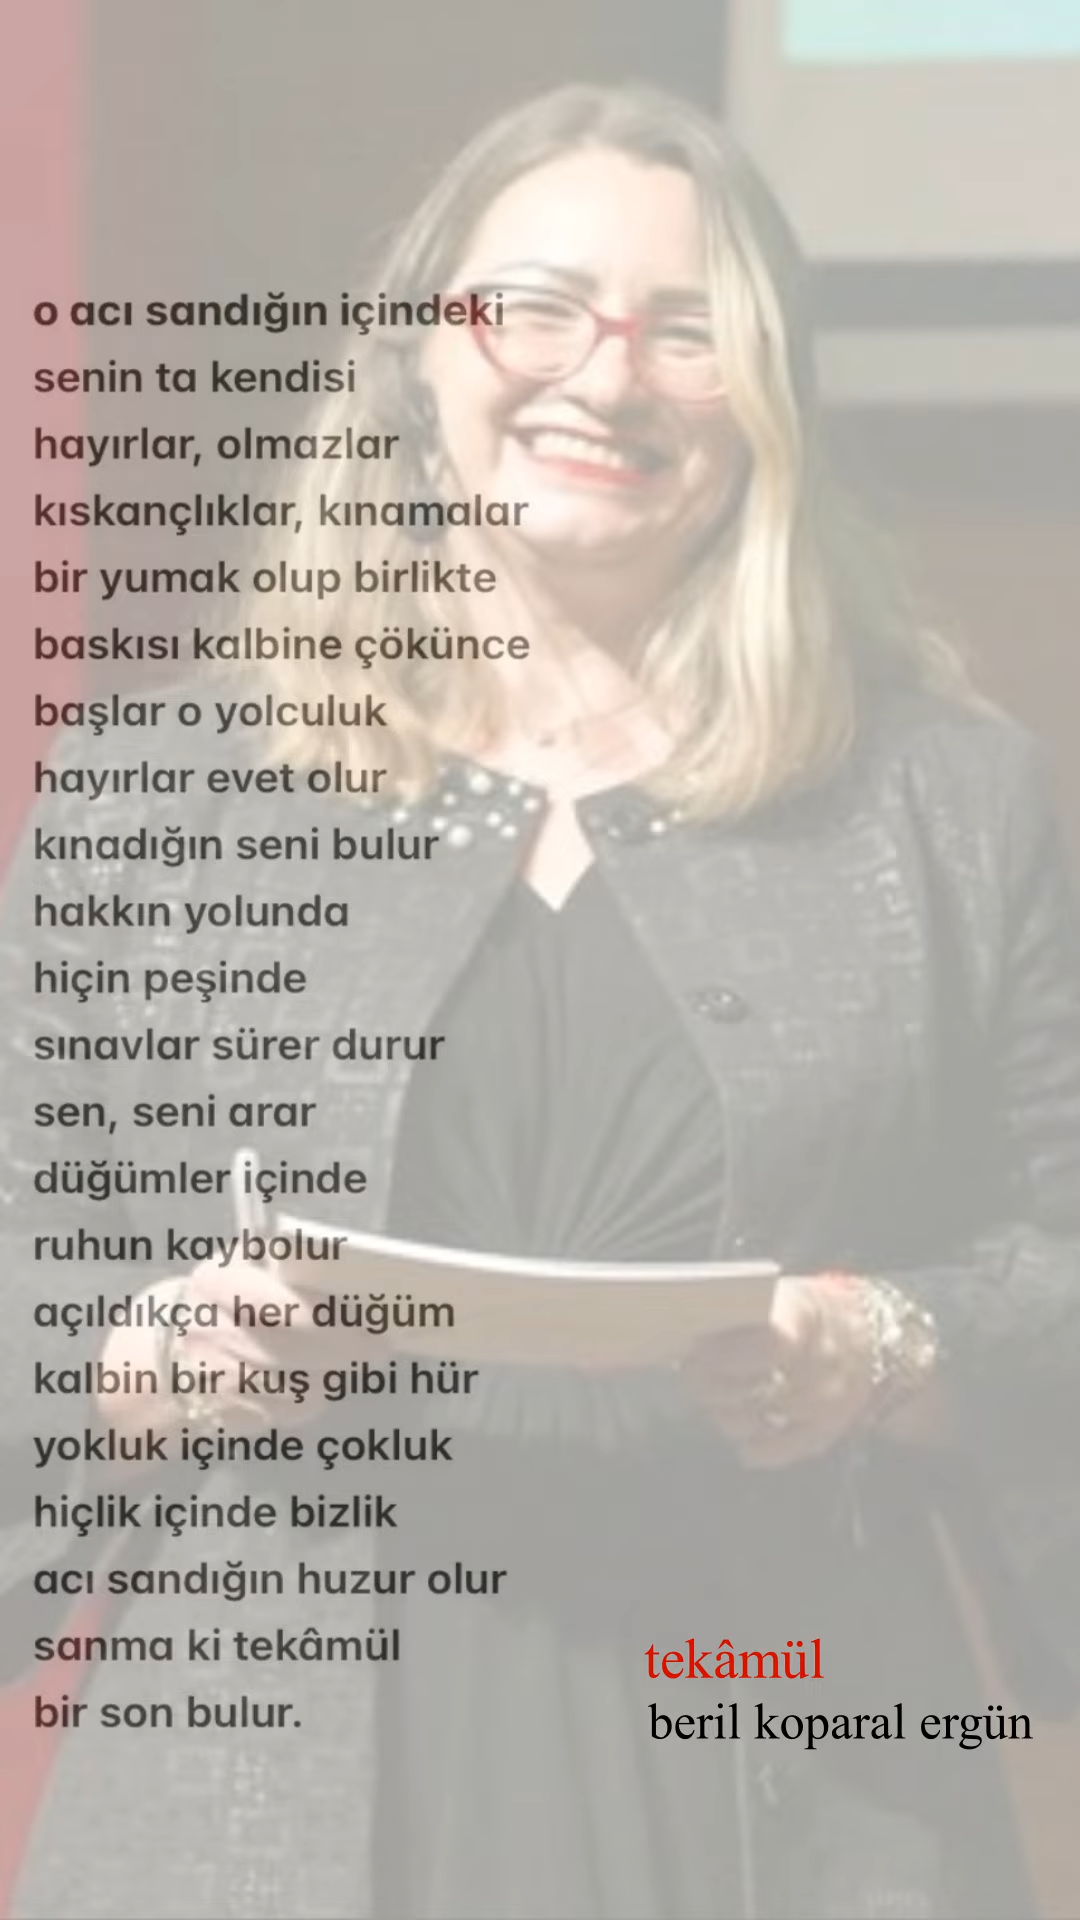 o acı sandığın içindeki
senin ta kendisi
hayırlar, olmazlar
kıskançlıklar, kınamalar
bir yumak olup birlikte
baskısı kalbine çökünce
başlar o yolculuk
hayırlar evet olur
kınadığın seni bulur
hakkın yolunda
hiçin peşinde
sınavlar sürer durur
sen, seni arar
düğümler içinde
ruhun kaybolur
açıldıkça her düğüm
kalbin bir kuş gibi hür
yokluk içinde çokluk
hiçlik içinde bizlik
acı sandığın huzur olur
sanma ki tekâmül
bir son bulur.
tekâmül
beril koparal ergün